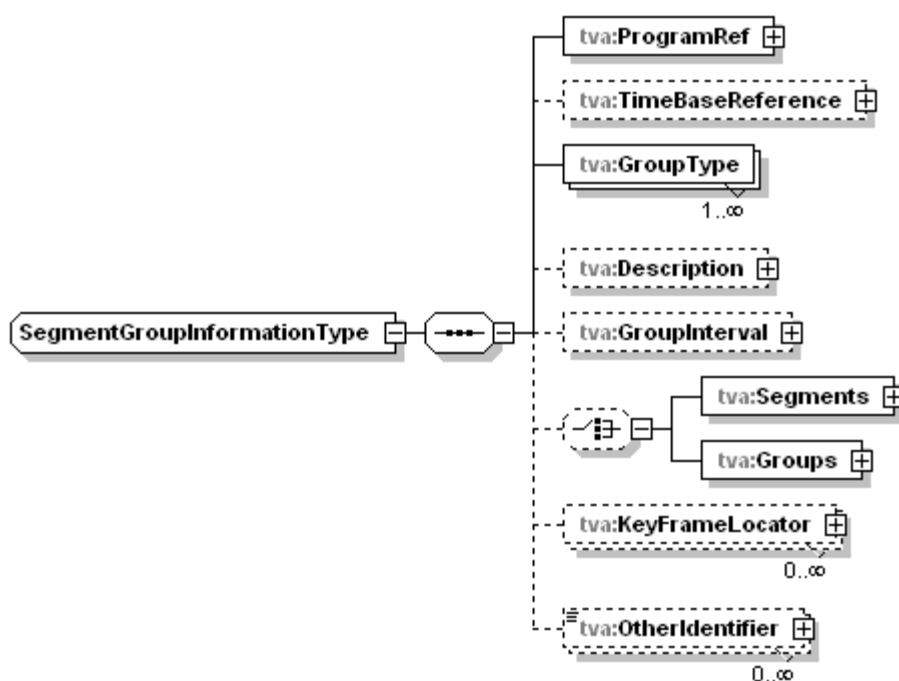 tva:ProgramRef
tva:TimeBaseReference
tva:GroupType
1..∞
tva:Description
SegmentGroupInformationType
tva:GroupInterval
tva:Segments
tva:Groups
tva:KeyFrameLocator
0..∞
tva:OtherIdentifier
0..∞